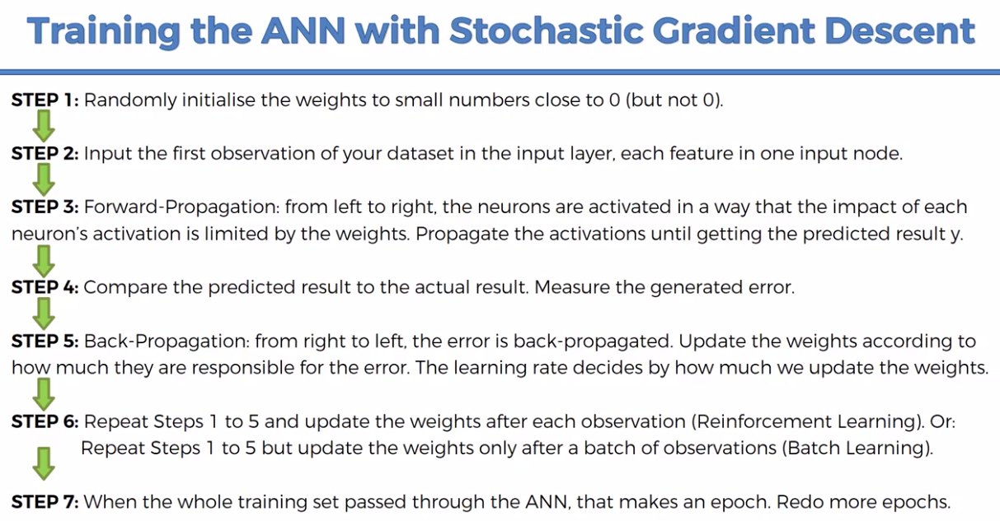 Training the ANN with Stochastic Gradient Descent
STEP 1: Randomly initialise the weights to small numbers close to 0 (but not 0).
STEP 2: Input the first observation of your dataset in the input layer, each feature in one input node.
STEP 3: Forward-Propagation: from left to right, the neurons are activated in a way that the impact of each
neuron's activation is limited by the weights. Propagate the activations until getting the predicted result y.
STEP 4: Compare the predicted result to the actual result. Measure the generated error.
STEP 5: Back-Propagation: from right to left, the error is back-propagated. Update the weights according to
how much they are responsible for the error. The learning rate decides by how much we update the weights.
STEP 6: Repeat Steps 1 to 5 and update the weights after each observation (Reinforcement Learning). Or:
Repeat Steps 1 to 5 but update the weights only after a batch of observations (Batch Learning).
STEP 7: When the whole training set passed through the ANN, that makes an epoch. Redo more epochs.